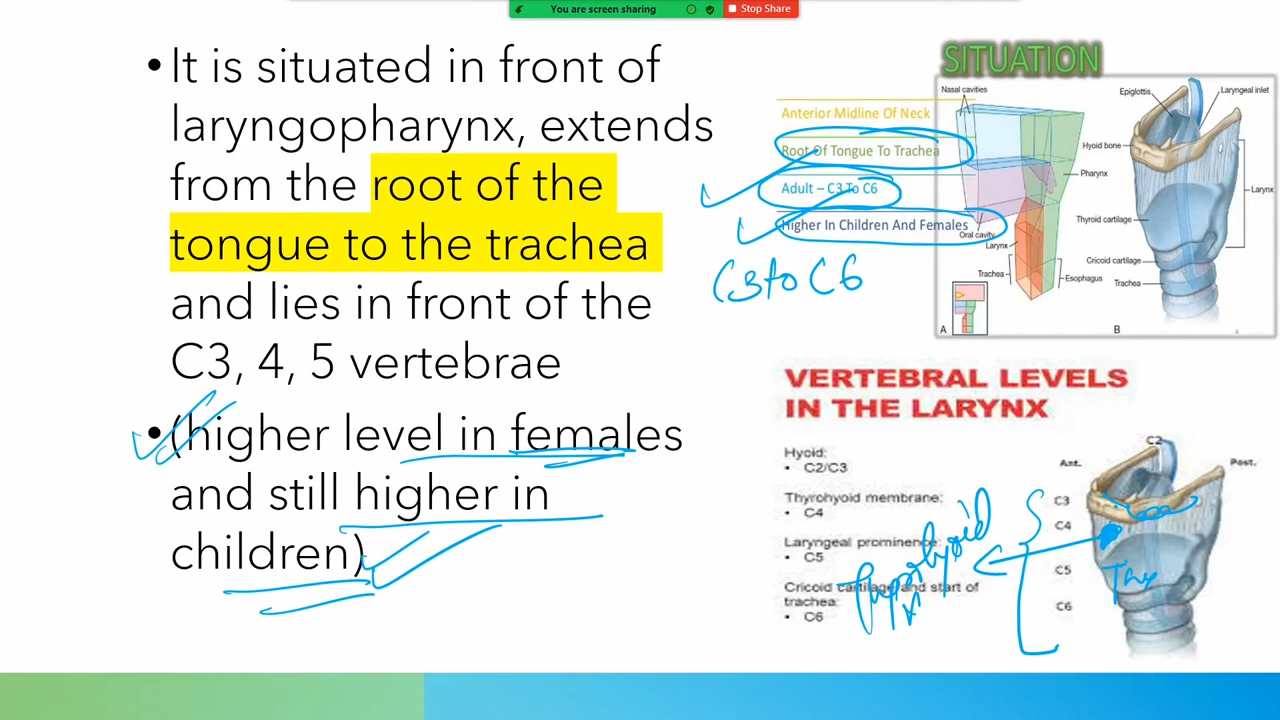 You are screen sharing
Stop Share
• It is situated in front of
laryngopharynx, extends
from the root of the
tongue to the trachea
and lies in front of the
C3, 4, 5 vertebrae
• (higher level in females
and still higher in
children)
SITUATION
Anterior Midline Of Neck
Root Of Tongue To Trachea
Adult – C3 To C6
Higher In Children And Females
C3 to C6
Nasal cavities
Pharynx
Oral cavity
Larynx
Trachea
Esophagus
A
Epiglottis
Laryngeal inlet
Hyoid bone
Larynx
Thyroid cartilage
Cricoid cartilage
Trachea
B
4
VERTEBRAL LEVELS
IN THE LARYNX
Hyoid:
• C2/C3
Thyrohyoid membrane:
• C4
Laryngeal prominence:
• C5
Cricoid cartilage and start of
trachea:
• C6
C2
Ant.
Post.
C3
C4
C5
C6
Thy